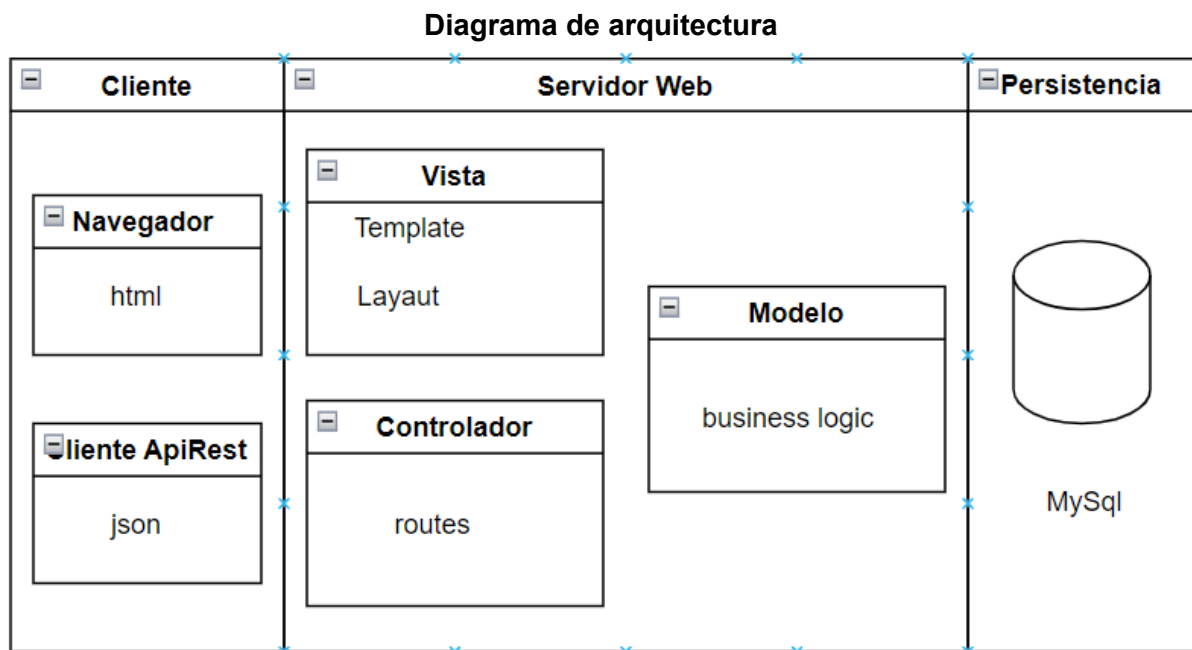 Diagrama de arquitectura
Cliente
Servidor Web
Persistencia
Navegador
html
Cliente ApiRest
json
Vista
Template
Layaut
Controlador
routes
Modelo
business logic
MySql